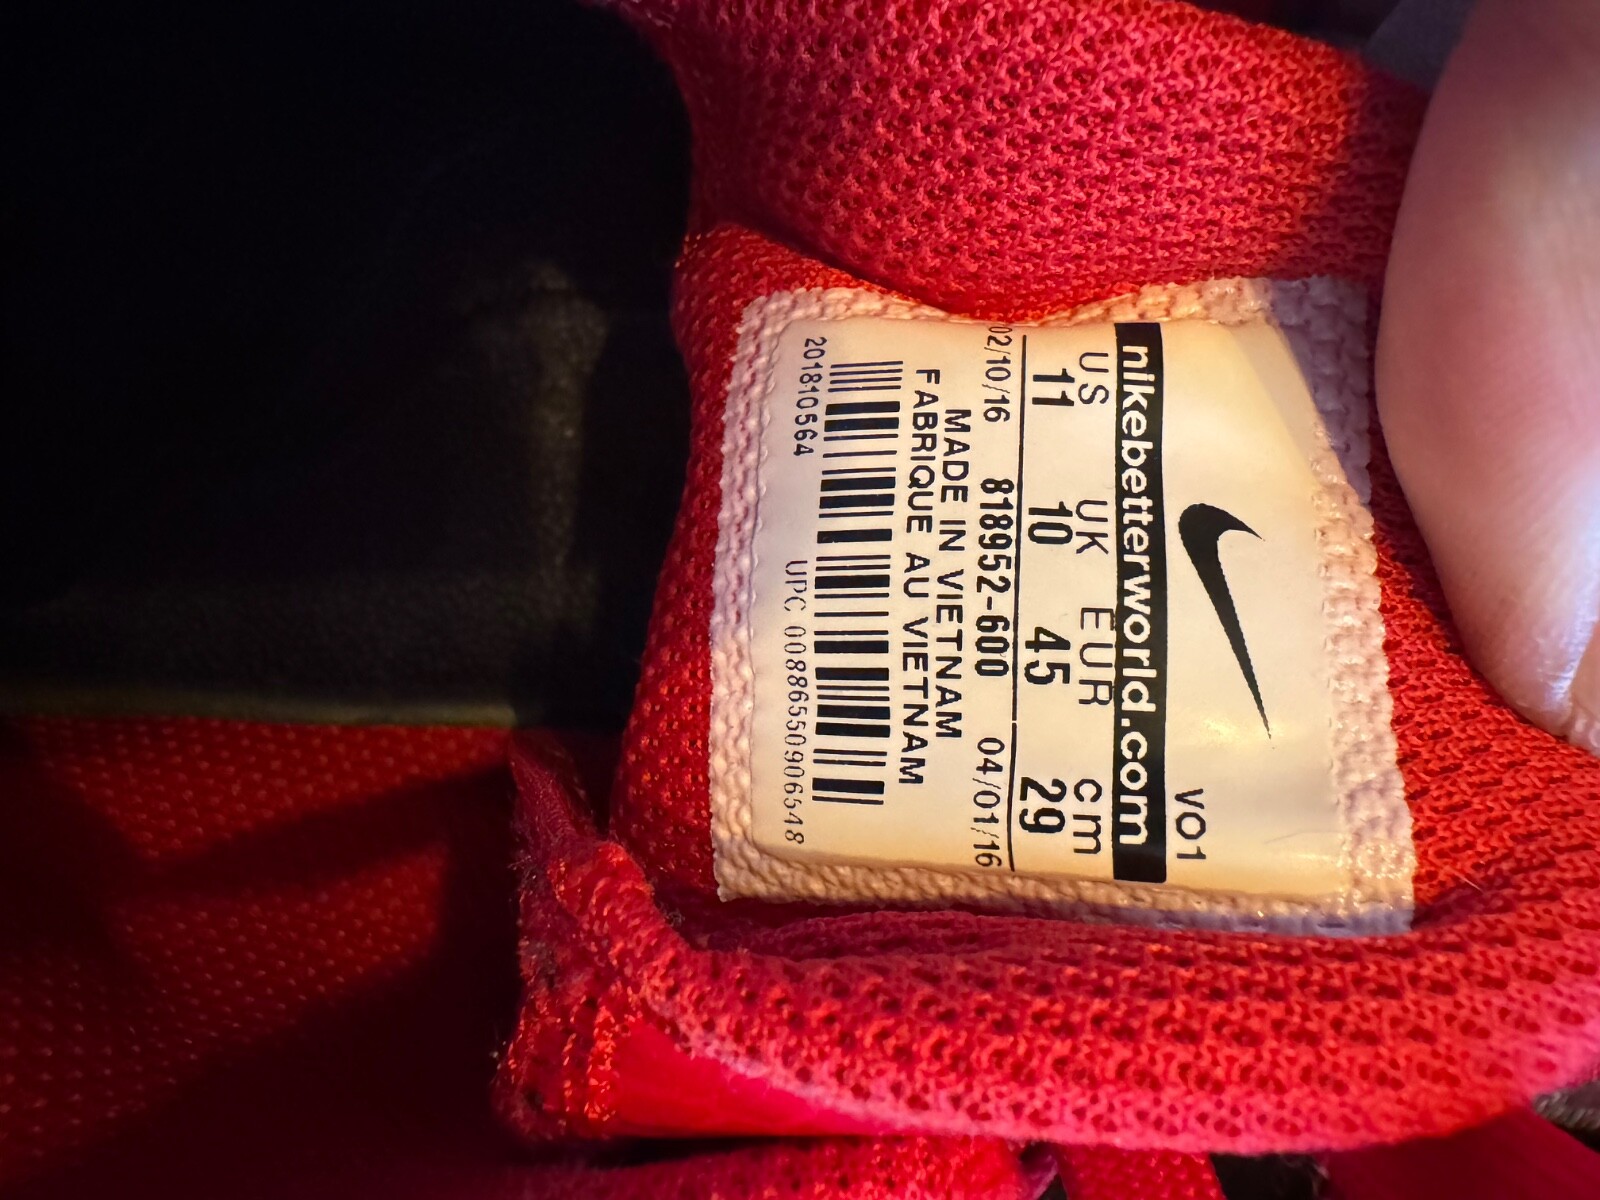 VO1
nikebetterworld.com
US UK EUR cm
11 10 45 29
02/10/16 818952-600 04/01/16
MADE IN VIETNAM
FABRIQUE AU VIETNAM
201810564 UPC 00886550906548